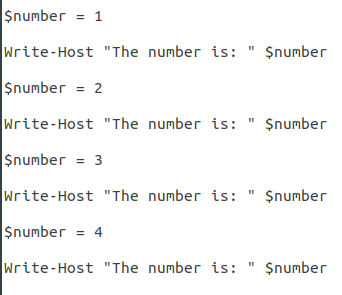 $number = 1
Write-Host "The number is: " $number
$number = 2
Write-Host "The number is: " $number
$number = 3
Write-Host "The number is: " $number
$number = 4
Write-Host "The number is: " $number